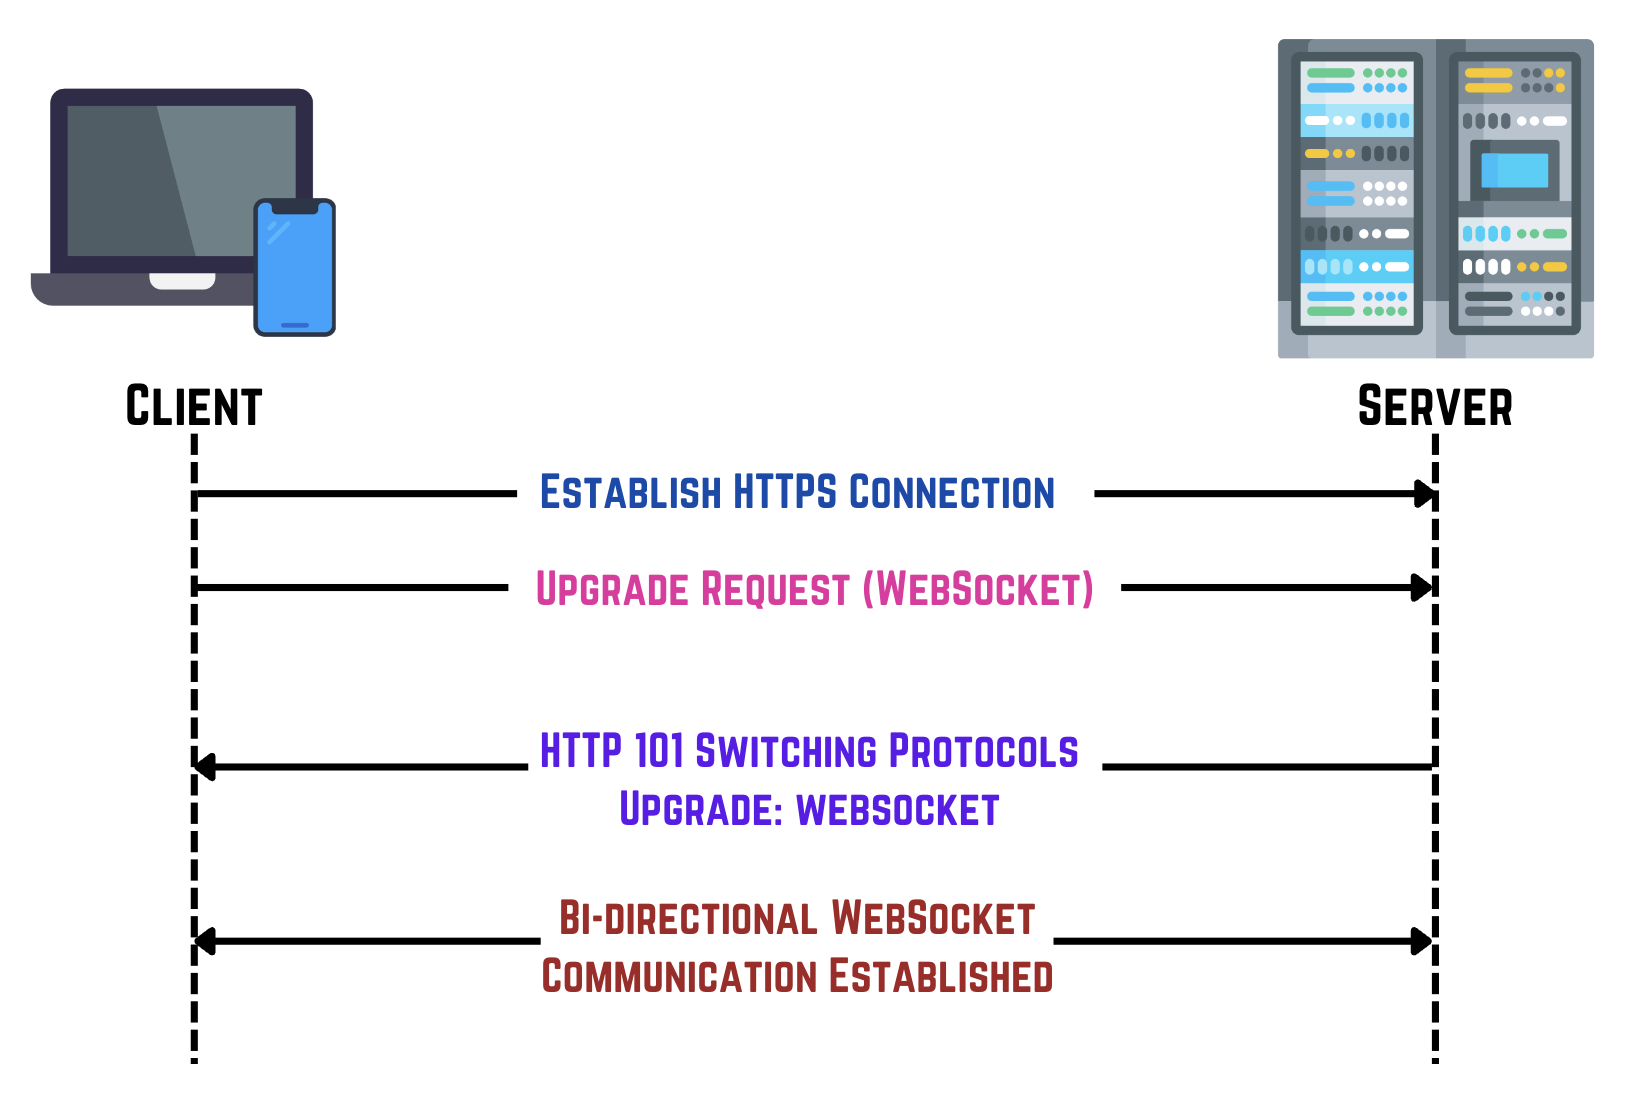 Client
Server
Establish HTTPS Connection
Upgrade Request (WebSocket)
HTTP 101 Switching Protocols
Upgrade: websocket
Bi-directional WebSocket
Communication Established